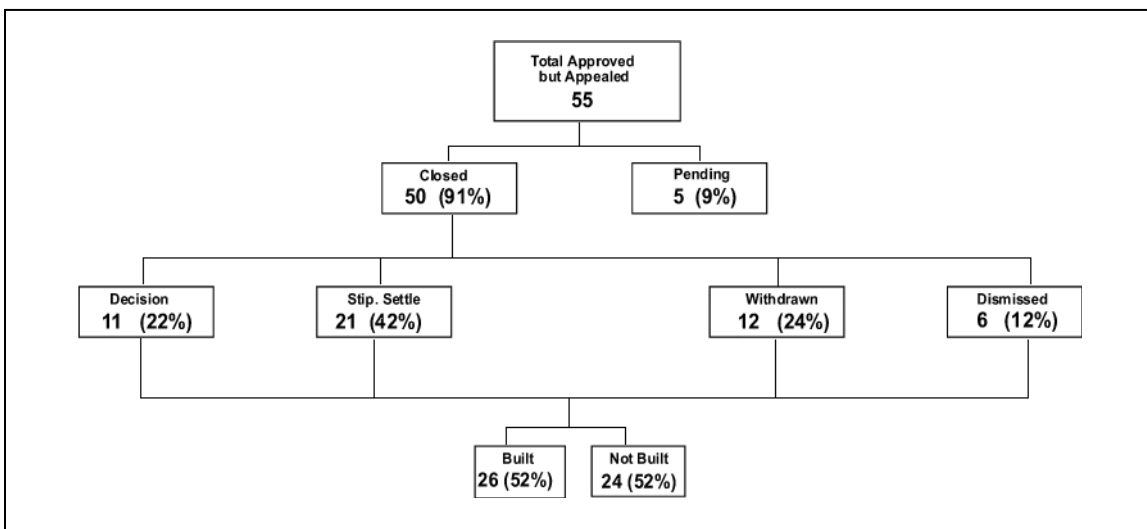 Total Approved
but Appealed
55
Closed
50 (91%)
Pending
5 (9%)
Decision
11 (22%)
Stip. Settle
21 (42%)
Withdrawn
12 (24%)
Dismissed
6 (12%)
Built
26 (52%)
Not Built
24 (52%)